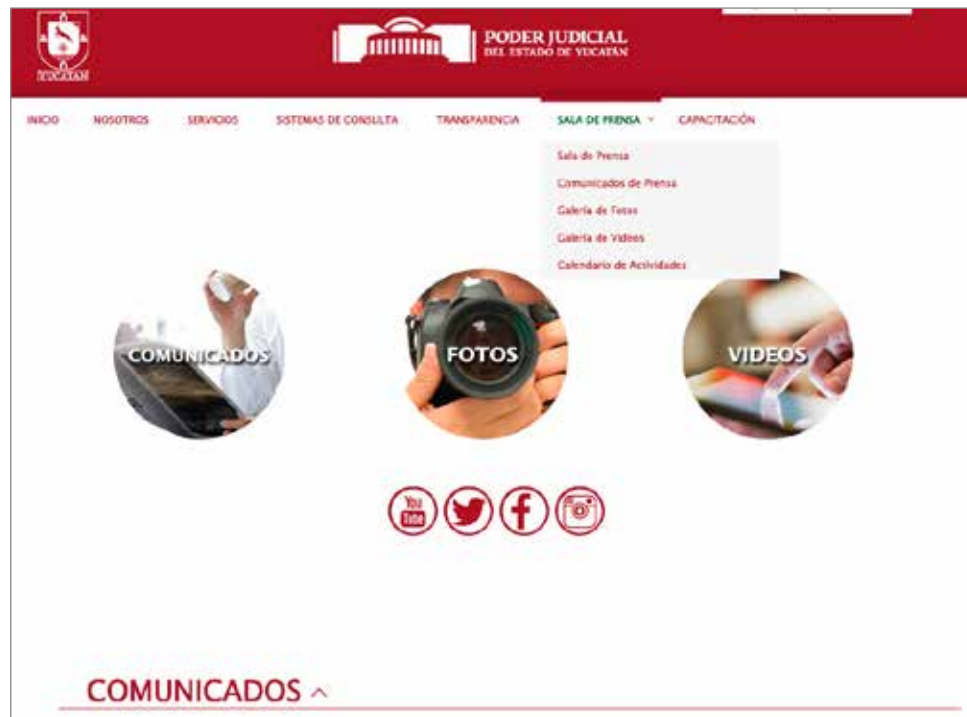 YUCATÁN
PODER JUDICIAL
DEL ESTADO DE YUCATÁN
INICIO NOSOTROS SERVICIOS SISTEMAS DE CONSULTA TRANSPARENCIA SALA DE PRENSA CAPACITACIÓN
Sala de Prensa
Comunicados de Prensa
Galería de Fotos
Galería de Videos
Calendario de Actividades
COMUNICADOS FOTOS VIDEOS
You
Tube
COMUNICADOS